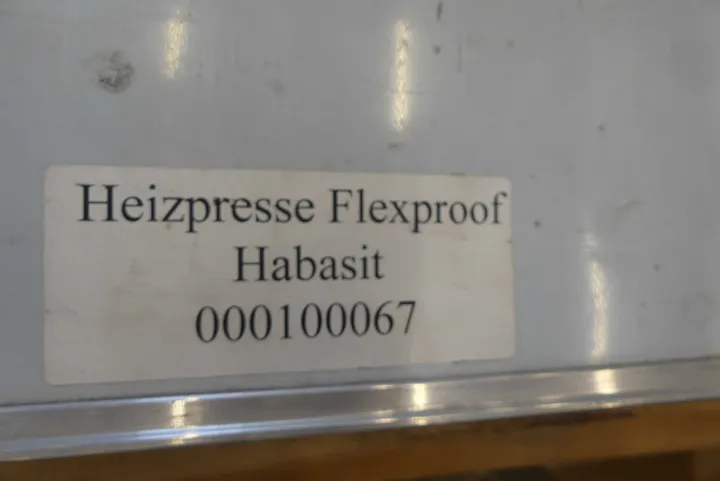 Heizpresse Flexproof
Habasit
000100067